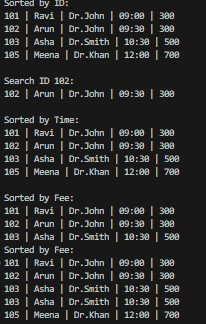 Sorted by ID:
101 | Ravi | Dr.John | 09:00 | 300
102 | Arun | Dr.John | 09:30 | 300
103 | Asha | Dr.Smith | 10:30 | 500
105 | Meena | Dr.Khan | 12:00 | 700
Search ID 102:
102 | Arun | Dr.John | 09:30 | 300
Sorted by Time:
101 | Ravi | Dr.John | 09:00 | 300
102 | Arun | Dr.John | 09:30 | 300
103 | Asha | Dr.Smith | 10:30 | 500
105 | Meena | Dr.Khan | 12:00 | 700
Sorted by Fee:
101 | Ravi | Dr.John | 09:00 | 300
102 | Arun | Dr.John | 09:30 | 300
103 | Asha | Dr.Smith | 10:30 | 500
Sorted by Fee:
101 | Ravi | Dr.John | 09:00 | 300
102 | Arun | Dr.John | 09:30 | 300
103 | Asha | Dr.Smith | 10:30 | 500
103 | Asha | Dr.Smith | 10:30 | 500
105 | Meena | Dr.Khan | 12:00 | 700